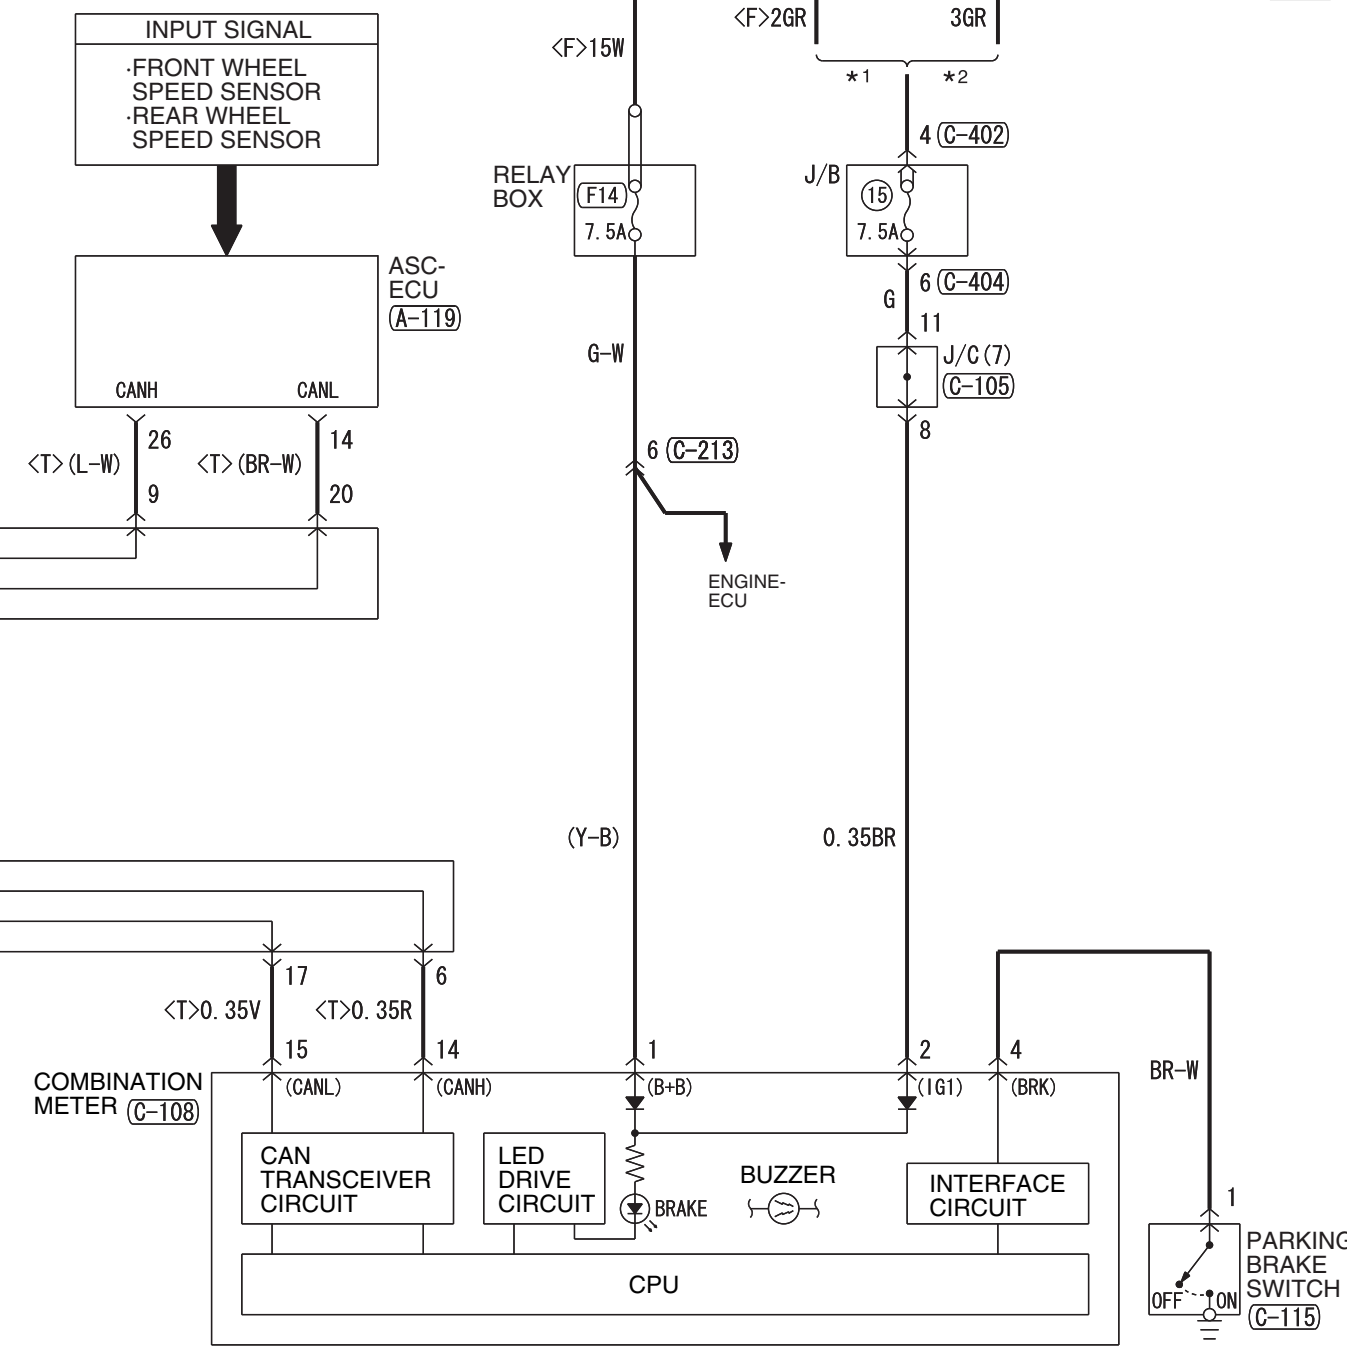 INPUT SIGNAL
·FRONT WHEEL
SPEED SENSOR
·REAR WHEEL
SPEED SENSOR
<F>15W
<F>2GR
3GR
*1
*2
4 (C-402)
RELAY
BOX
F14
7.5A
J/B
15
7.5A
6 (C-404)
G
11
J/C(7)
C-105
8
ASC-
ECU
A-119
CANH
CANL
26
14
<T>(L-W)
<T>(BR-W)
9
20
G-W
6 (C-213)
ENGINE-
ECU
(Y-B)
0.35BR
17
6
<T>0.35V
<T>0.35R
15
14
1
2
4
BR-W
COMBINATION
METER (C-108)
(CANL)
(CANH)
(B+B)
(IG1)
(BRK)
CAN
TRANSCEIVER
CIRCUIT
LED
DRIVE
CIRCUIT
BRAKE
BUZZER
INTERFACE
CIRCUIT
CPU
1
PARKING
BRAKE
SWITCH
C-115
OFF
ON